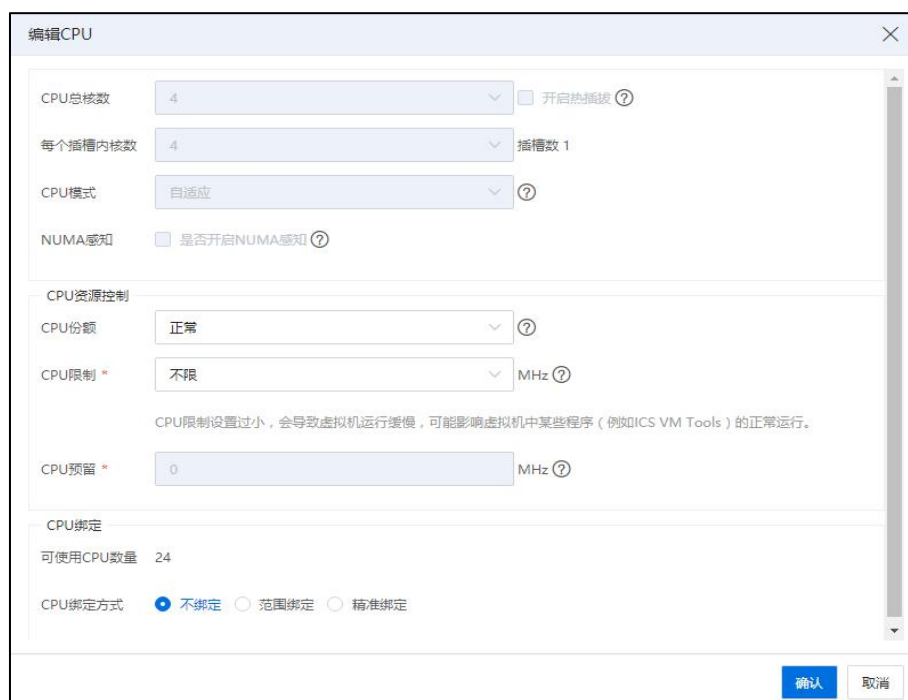 编辑CPU
CPU总核数 4 开启热插拔 ?
每个插槽内核数 4 插槽数 1
CPU模式 自适应 ?
NUMA感知 是否开启NUMA感知 ?
CPU资源控制
CPU份额 正常 ?
CPU限制 * 不限 MHz ?
CPU限制设置过小，会导致虚拟机运行缓慢，可能影响虚拟机中某些程序（例如ICS VM Tools）的正常运行。
CPU预留 * 0 MHz ?
CPU绑定
可使用CPU数量 24
CPU绑定方式 不绑定 范围绑定 精准绑定
确认 取消